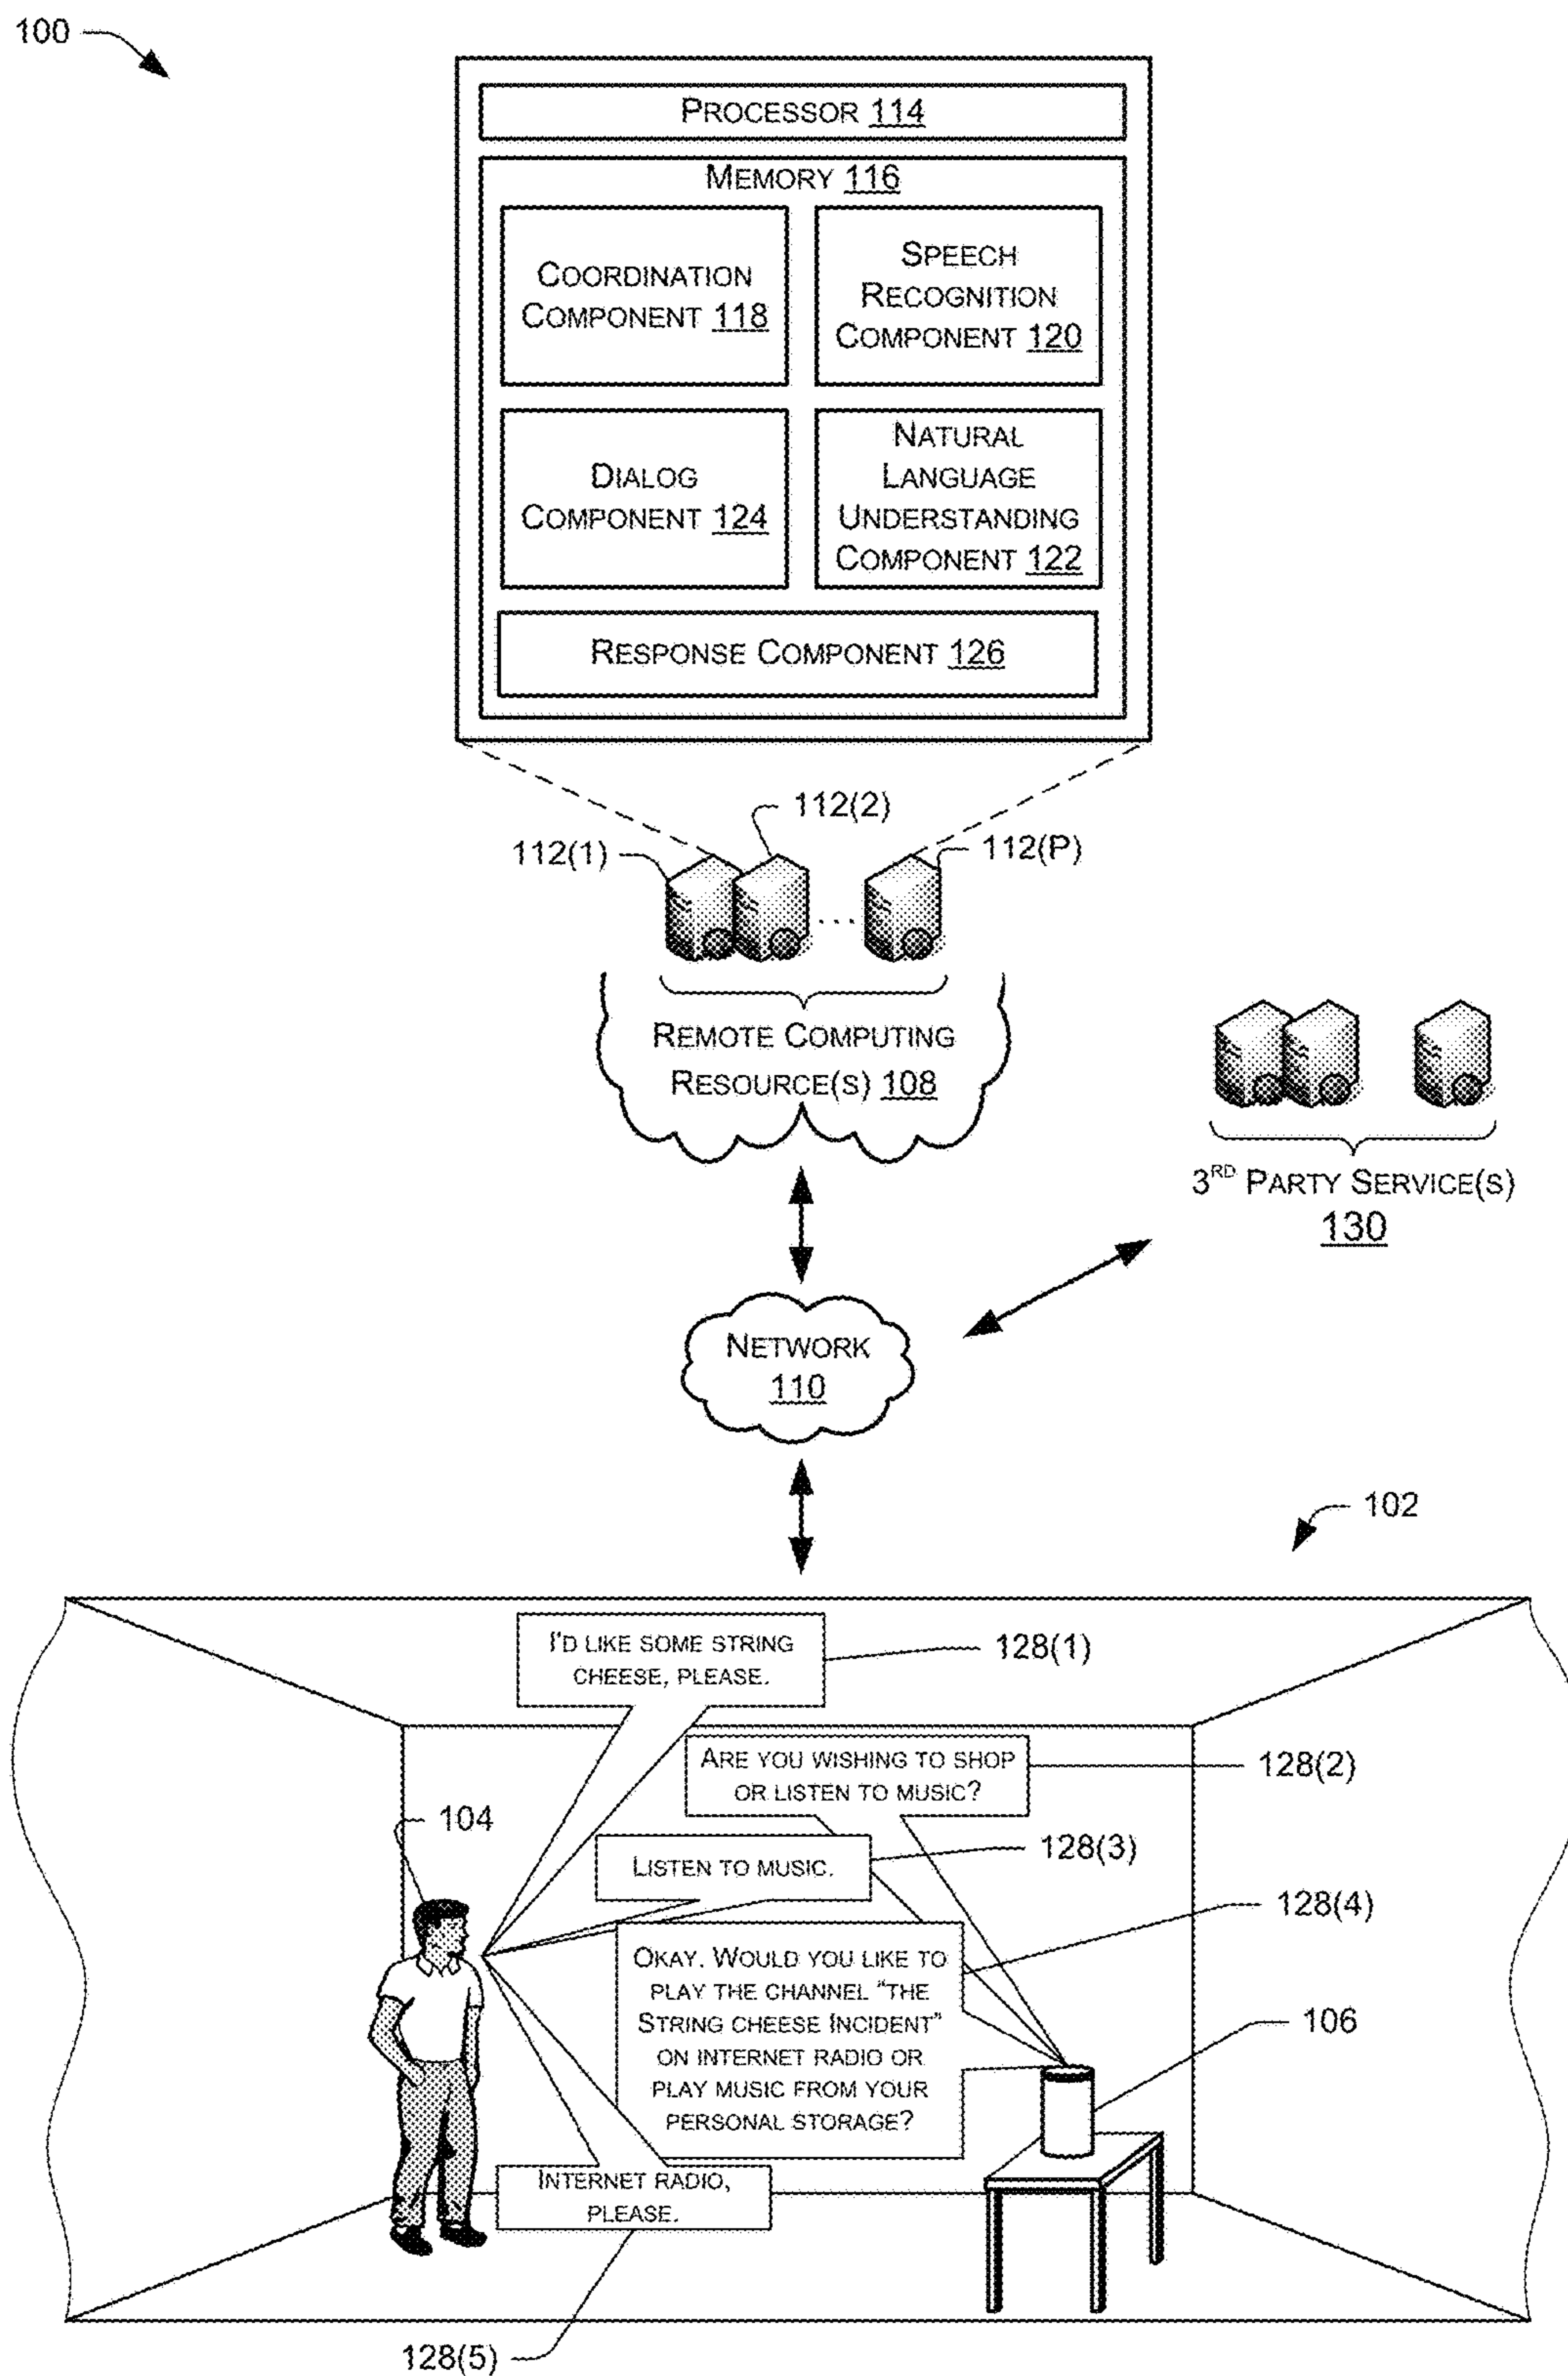 100
PROCESSOR 114
MEMORY 116
COORDINATION
COMPONENT 118
SPEECH
RECOGNITION
COMPONENT 120
DIALOG
COMPONENT 124
NATURAL
LANGUAGE
UNDERSTANDING
COMPONENT 122
RESPONSE COMPONENT 126
112(1)
112(2)
112(P)
...
REMOTE COMPUTING
RESOURCE(S) 108
3RD PARTY SERVICE(S)
130
NETWORK
110
102
I'D LIKE SOME STRING
CHEESE, PLEASE.
128(1)
ARE YOU WISHING TO SHOP
OR LISTEN TO MUSIC?
128(2)
104
LISTEN TO MUSIC.
128(3)
OKAY. WOULD YOU LIKE TO
PLAY THE CHANNEL "THE
STRING CHEESE INCIDENT"
ON INTERNET RADIO OR
PLAY MUSIC FROM YOUR
PERSONAL STORAGE?
128(4)
106
INTERNET RADIO,
PLEASE.
128(5)